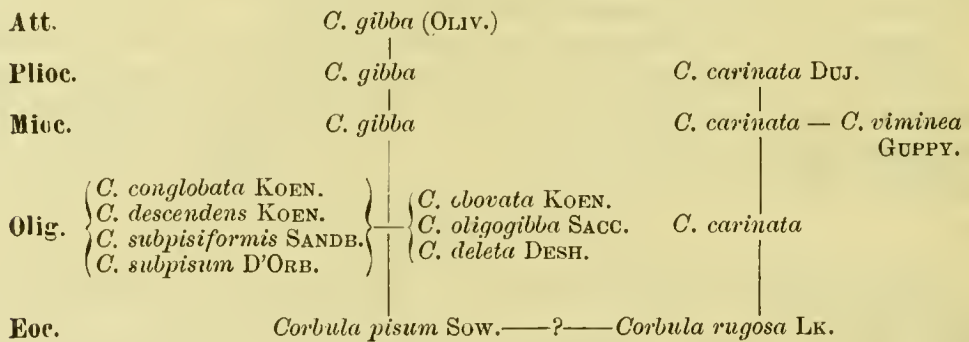 Att. C. gibba (OLIV.)
Plioc. C. gibba C. carinata DUJ.
Mioc. C. gibba C. carinata — C. viminea
GUPPY.
C. conglobata KOEN.
C. descendens KOEN.
C. subpisiformis SANDB.
C. subpisum D'ORB.
Olig.
C. obovata KOEN.
C. oligogibba SACC.
C. deleta DESH.
C. carinata
Eoc. Corbula pisum SOW.——?——Corbula rugosa LK.